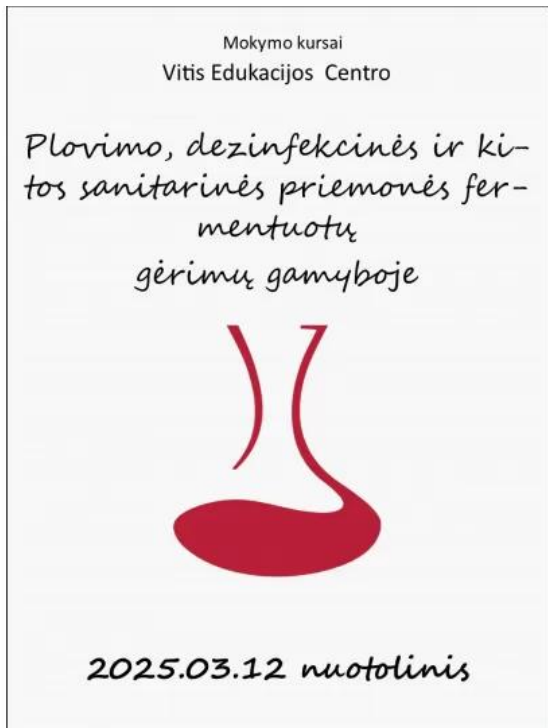 Mokymo kursai
Vitis Edukacijos Centro
Plovimo, dezinfekcinės ir ki-
tos sanitarinės priemonės fer-
mentuotų
gėrimų gamyboje
2025.03.12 nuotolinis